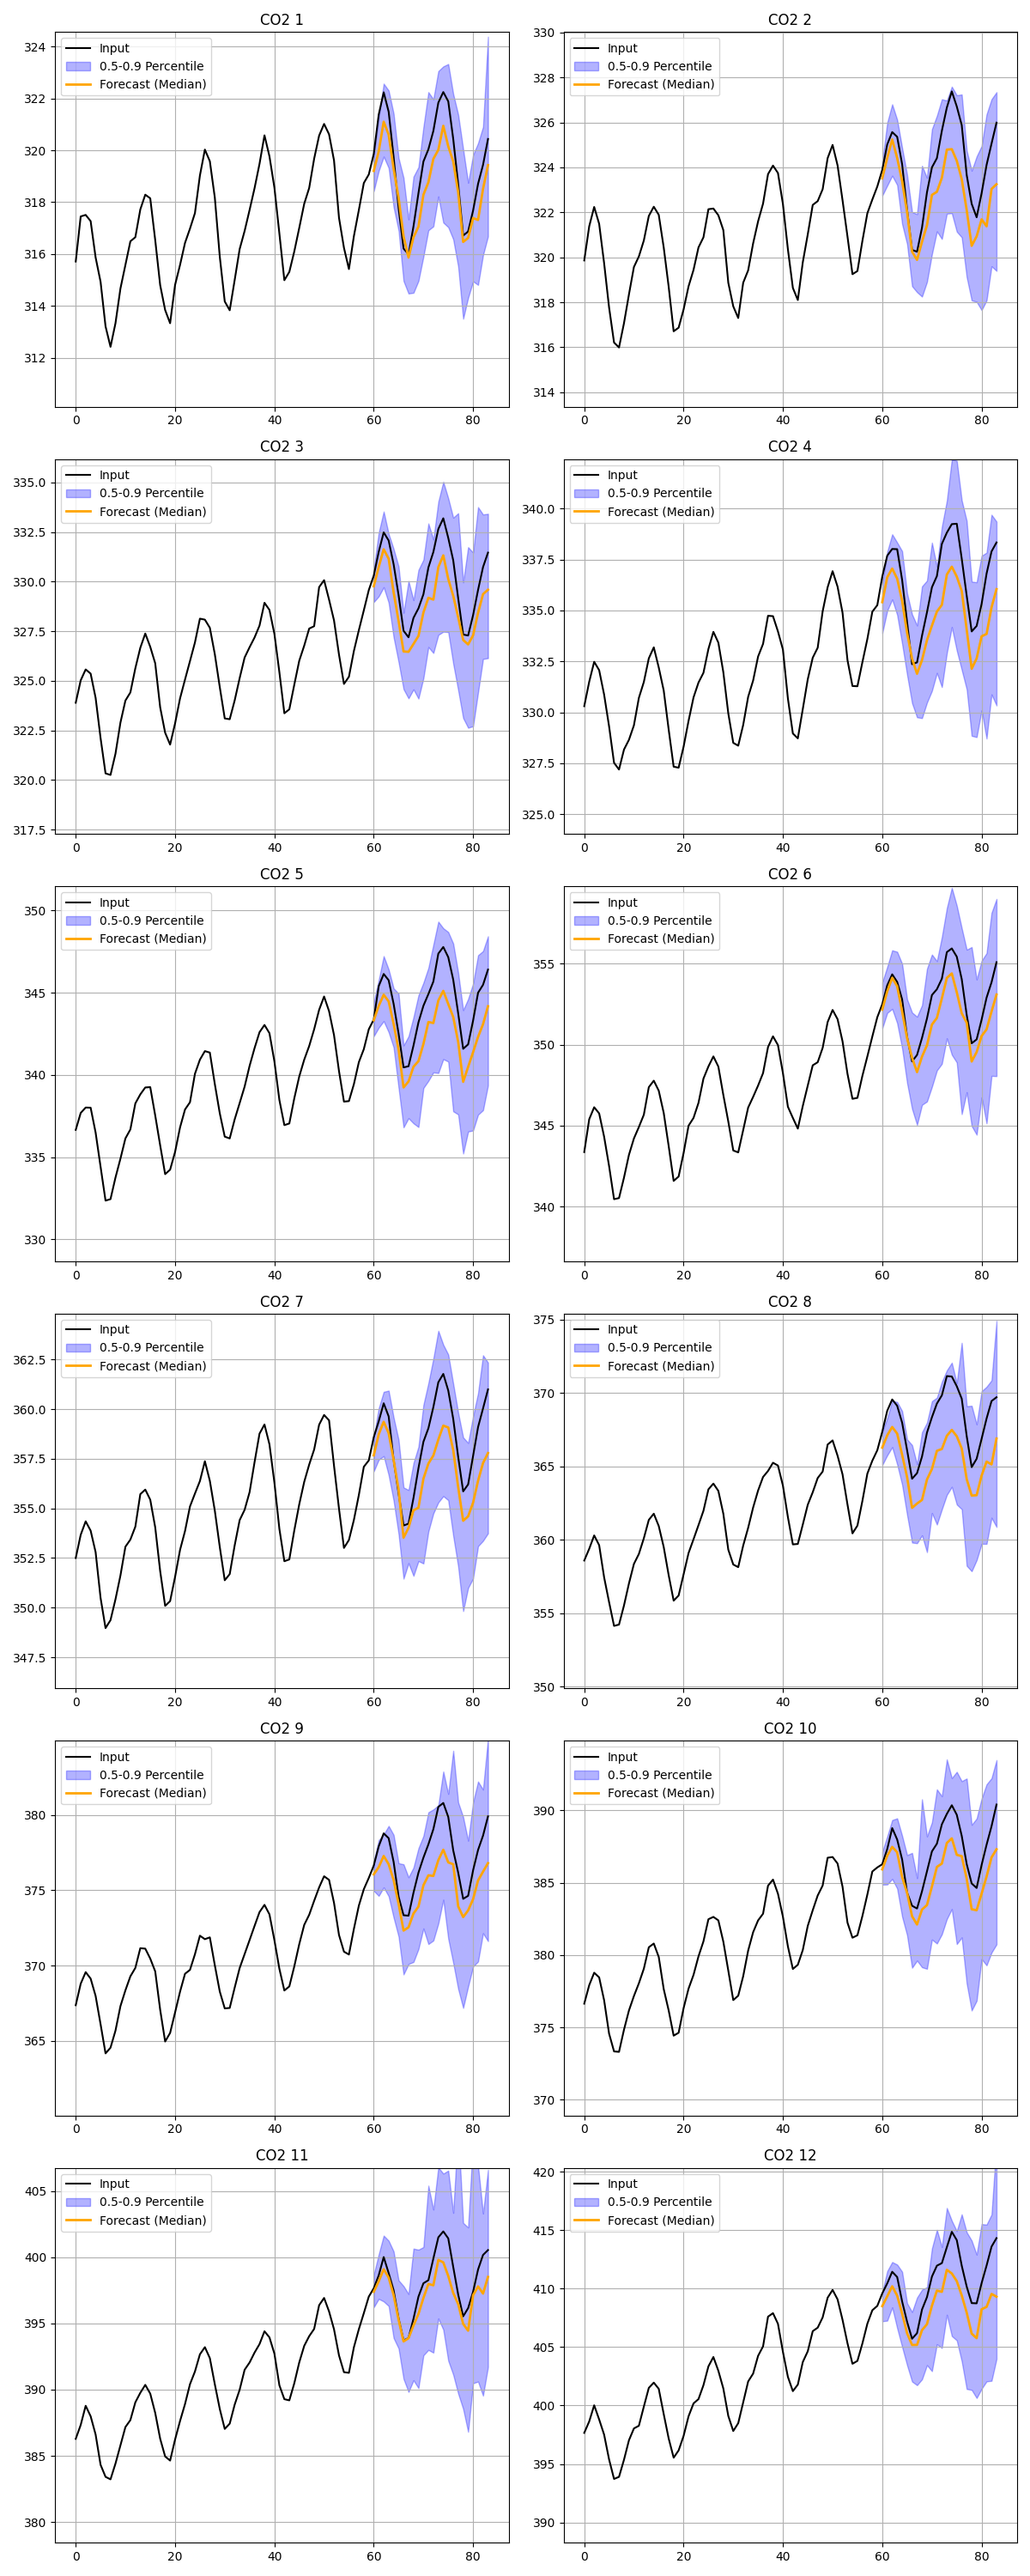 CO2 1
Input
0.5-0.9 Percentile
Forecast (Median)
324
322
320
318
316
314
312
0 20 40 60 80
CO2 2
Input
0.5-0.9 Percentile
Forecast (Median)
330
328
326
324
322
320
318
316
314
0 20 40 60 80
CO2 3
Input
0.5-0.9 Percentile
Forecast (Median)
335.0
332.5
330.0
327.5
325.0
322.5
320.0
317.5
0 20 40 60 80
CO2 4
Input
0.5-0.9 Percentile
Forecast (Median)
340.0
337.5
335.0
332.5
330.0
327.5
325.0
0 20 40 60 80
CO2 5
Input
0.5-0.9 Percentile
Forecast (Median)
350
345
340
335
330
0 20 40 60 80
CO2 6
Input
0.5-0.9 Percentile
Forecast (Median)
355
350
345
340
0 20 40 60 80
CO2 7
Input
0.5-0.9 Percentile
Forecast (Median)
362.5
360.0
357.5
355.0
352.5
350.0
347.5
0 20 40 60 80
CO2 8
Input
0.5-0.9 Percentile
Forecast (Median)
375
370
365
360
355
350
0 20 40 60 80
CO2 9
Input
0.5-0.9 Percentile
Forecast (Median)
380
375
370
365
0 20 40 60 80
CO2 10
Input
0.5-0.9 Percentile
Forecast (Median)
390
385
380
375
370
0 20 40 60 80
CO2 11
Input
0.5-0.9 Percentile
Forecast (Median)
405
400
395
390
385
380
0 20 40 60 80
CO2 12
Input
0.5-0.9 Percentile
Forecast (Median)
420
415
410
405
400
395
390
0 20 40 60 80